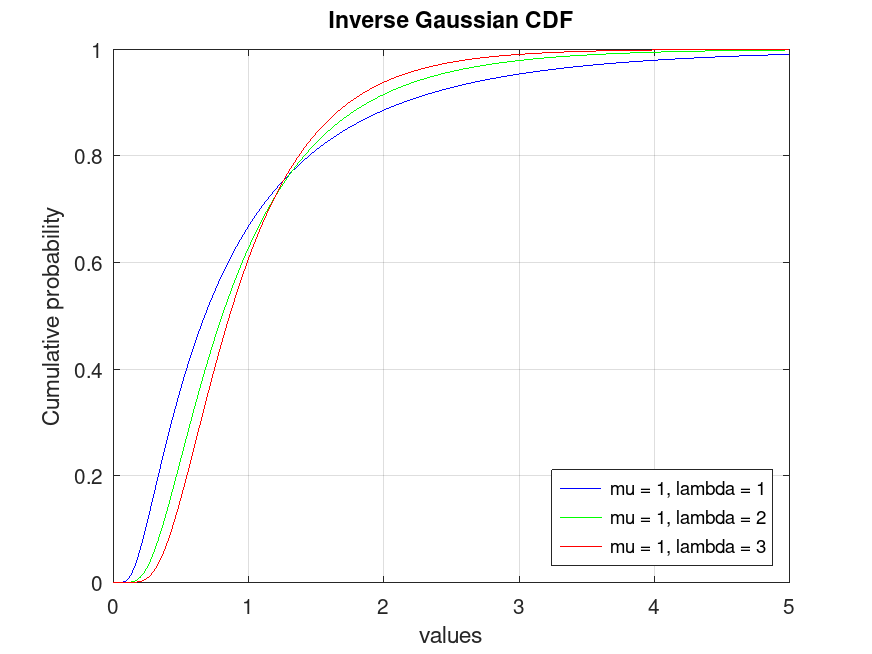 Inverse Gaussian CDF
1
0.8
0.6
0.4
0.2
0
Cumulative probability
mu = 1, lambda = 1
mu = 1, lambda = 2
mu = 1, lambda = 3
0 1 2 3 4 5
values